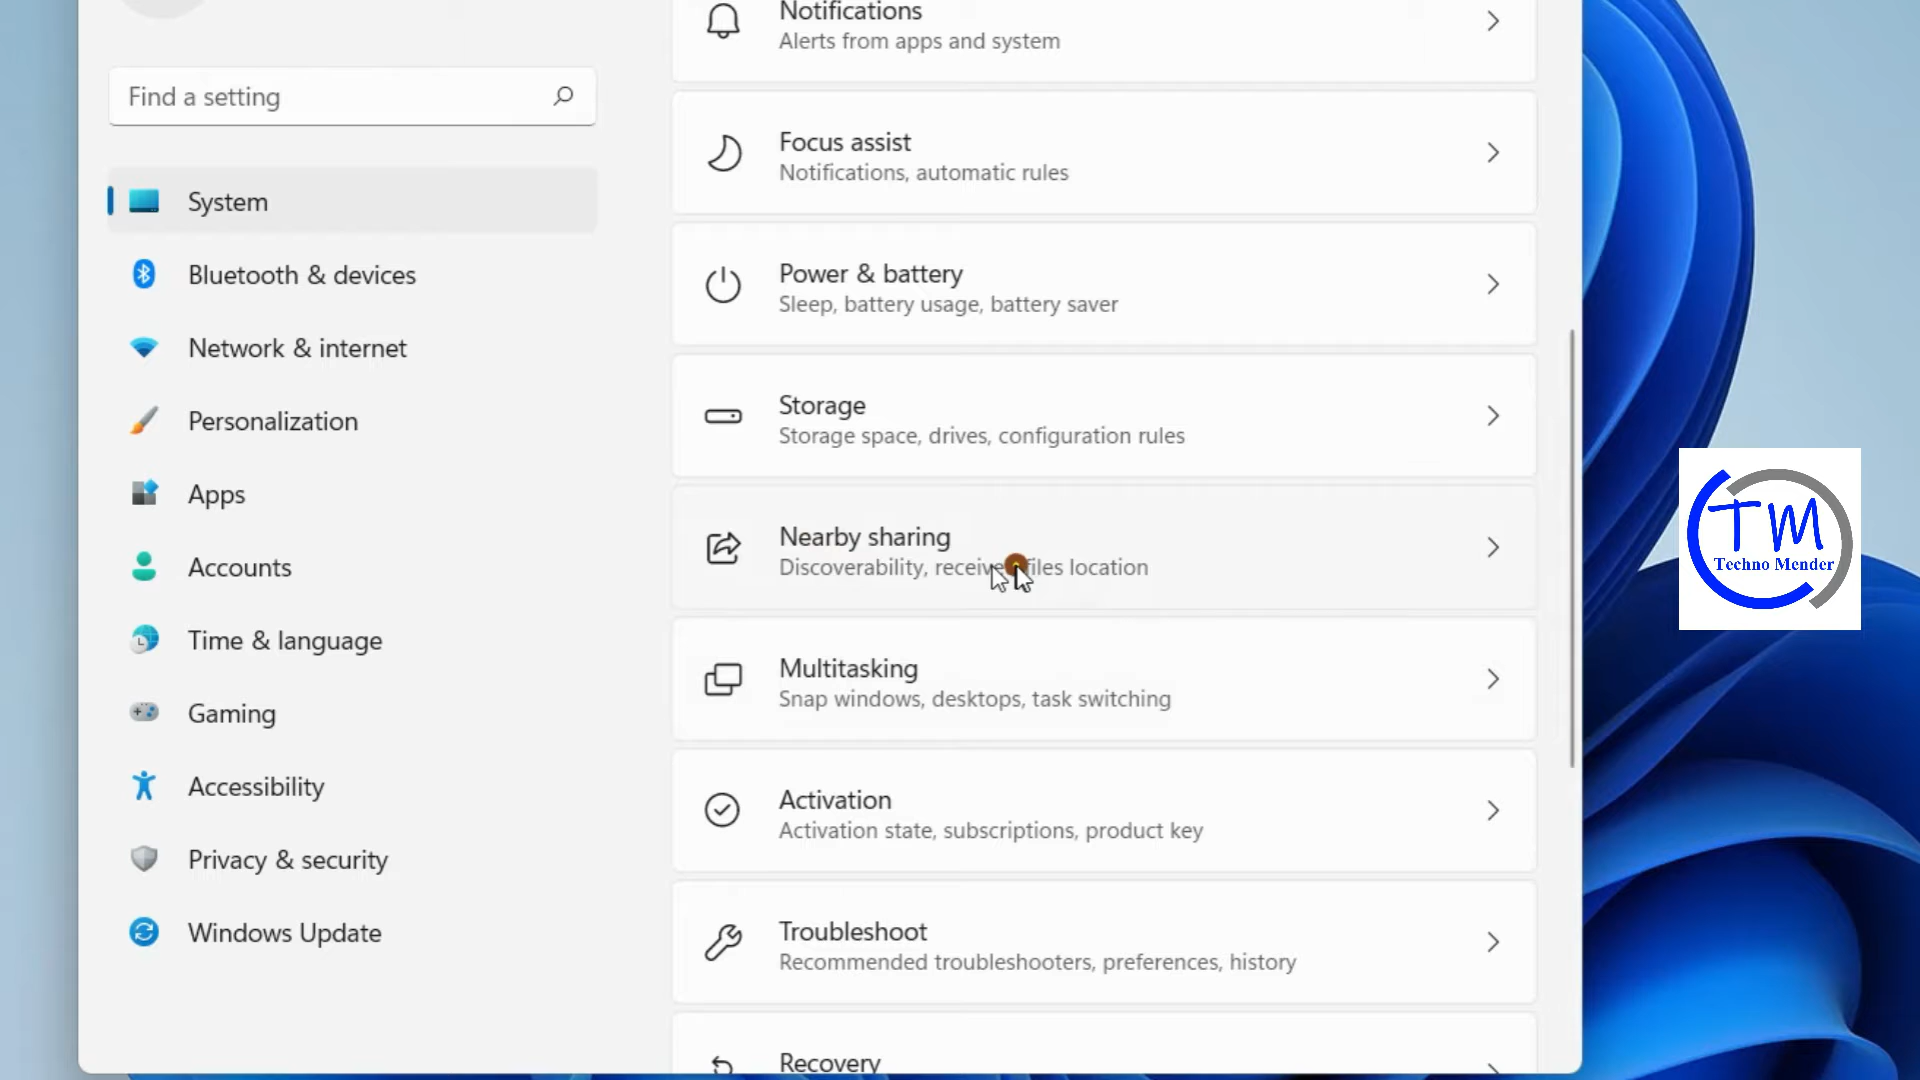 Find a setting
System
Bluetooth & devices
Network & internet
Personalization
Apps
Accounts
Time & language
Gaming
Accessibility
Privacy & security
Windows Update
Notifications
Alerts from apps and system
Focus assist
Notifications, automatic rules
Power & battery
Sleep, battery usage, battery saver
Storage
Storage space, drives, configuration rules
Nearby sharing
Discoverability, received files location
Multitasking
Snap windows, desktops, task switching
Activation
Activation state, subscriptions, product key
Troubleshoot
Recommended troubleshooters, preferences, history
Recovery
TM
Techno Mender